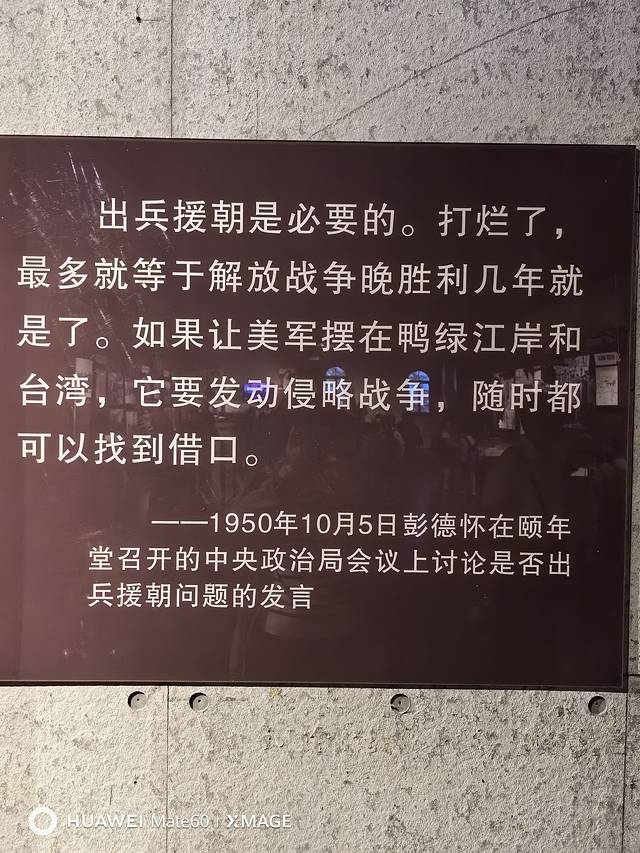 出兵援朝是必要的。打烂了，
最多就等于解放战争晚胜利几年就
是了。如果让美军摆在鸭绿江岸和
台湾，它要发动侵略战争，随时都
可以找到借口。
——1950年10月5日彭德怀在颐年
堂召开的中央政治局会议上讨论是否出
兵援朝问题的发言
HUAWEI Mate60 | XMAGE